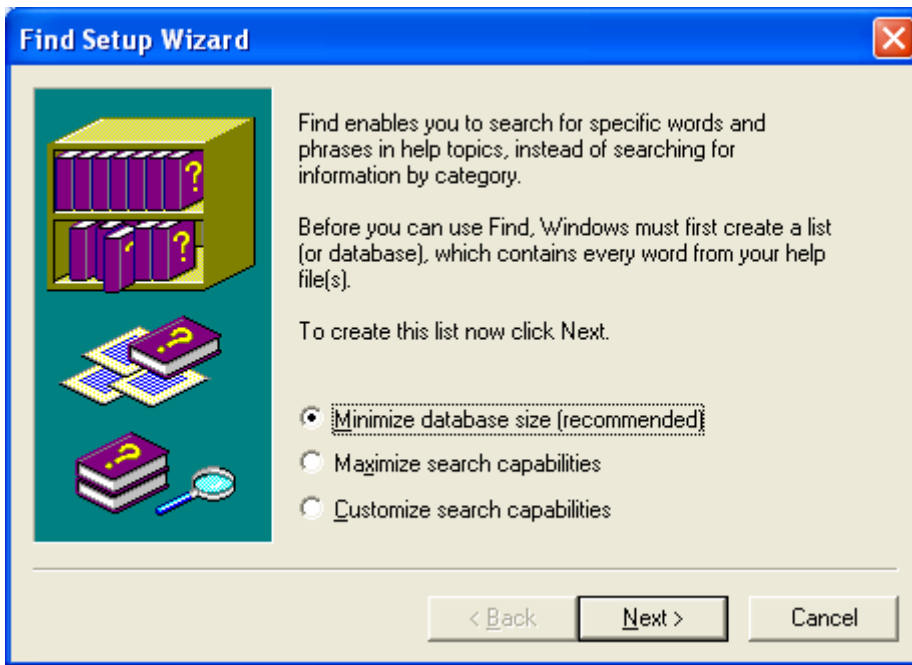 Find Setup Wizard
Find enables you to search for specific words and
phrases in help topics, instead of searching for
information by category.
Before you can use Find, Windows must first create a list
(or database), which contains every word from your help
file(s).
To create this list now click Next.
Minimize database size (recommended)
Maximize search capabilities
Customize search capabilities
< Back
Next >
Cancel